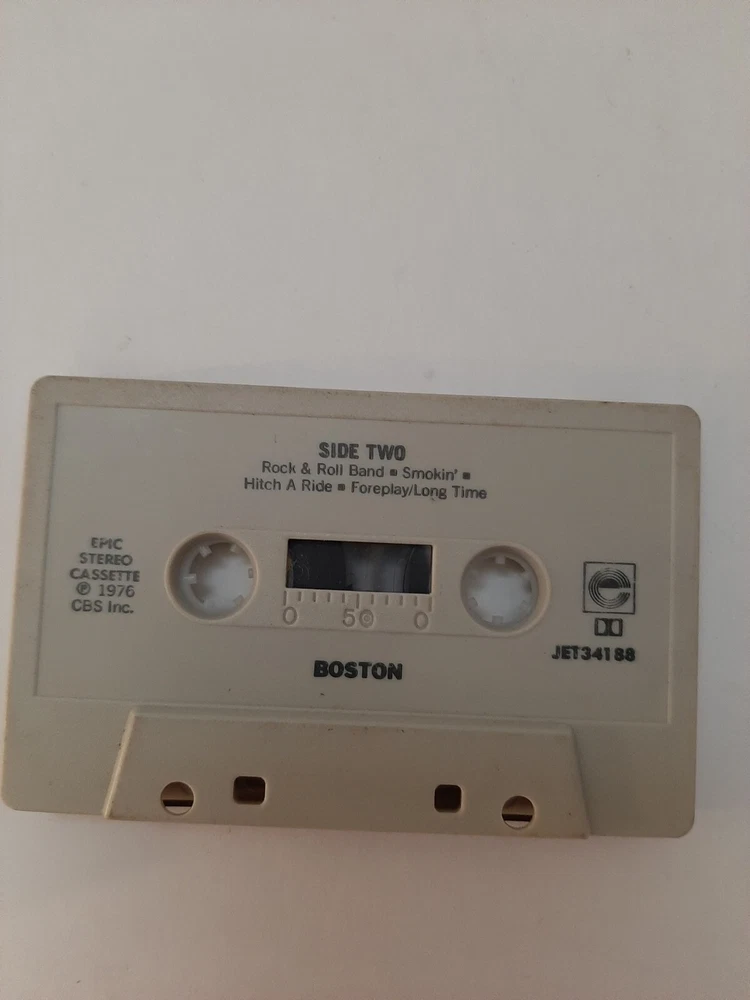 SIDE TWO
Rock & Roll Band ▪ Smokin' ▪
Hitch A Ride ▪ Foreplay/Long Time
EPIC
STEREO
CASSETTE
℗ 1976
CBS Inc.
0 50 0
JET34188
BOSTON